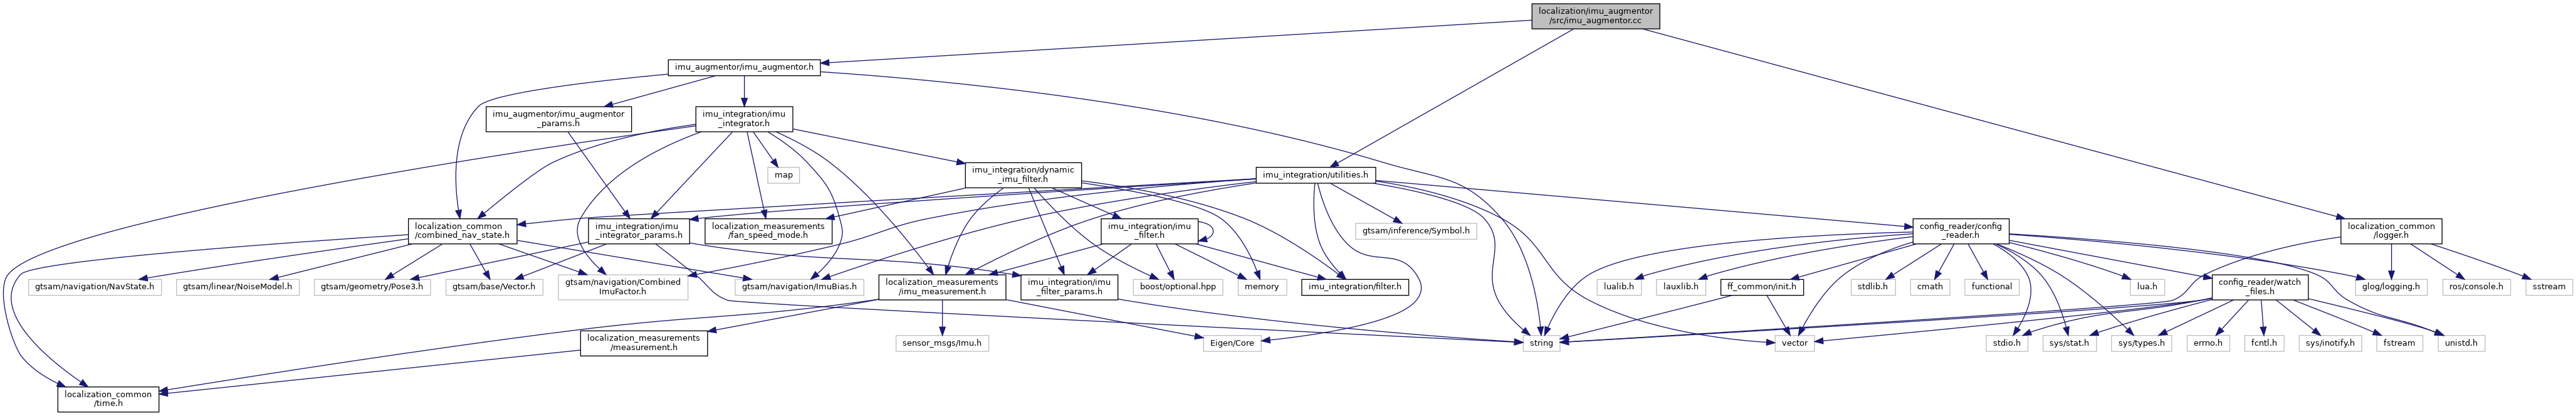 localization/imu_augmentor
/src/imu_augmentor.cc
imu_augmentor/imu_augmentor.h
imu_augmentor/imu_augmentor
_params.h
imu_integration/imu
_integrator.h
map
imu_integration/dynamic
_imu_filter.h
imu_integration/utilities.h
localization_common
/combined_nav_state.h
imu_integration/imu
_integrator_params.h
localization_measurements
/fan_speed_mode.h
imu_integration/imu
_filter.h
gtsam/inference/Symbol.h
config_reader/config
_reader.h
localization_common
/logger.h
gtsam/navigation/NavState.h
gtsam/linear/NoiseModel.h
gtsam/geometry/Pose3.h
gtsam/base/Vector.h
gtsam/navigation/Combined
ImuFactor.h
gtsam/navigation/ImuBias.h
localization_measurements
/imu_measurement.h
imu_integration/imu
_filter_params.h
boost/optional.hpp
memory
imu_integration/filter.h
lualib.h
lauxlib.h
ff_common/init.h
stdlib.h
cmath
functional
lua.h
config_reader/watch
_files.h
glog/logging.h
ros/console.h
sstream
localization_measurements
/measurement.h
sensor_msgs/Imu.h
Eigen/Core
string
vector
stdio.h
sys/stat.h
sys/types.h
errno.h
fcntl.h
sys/inotify.h
fstream
unistd.h
localization_common
/time.h